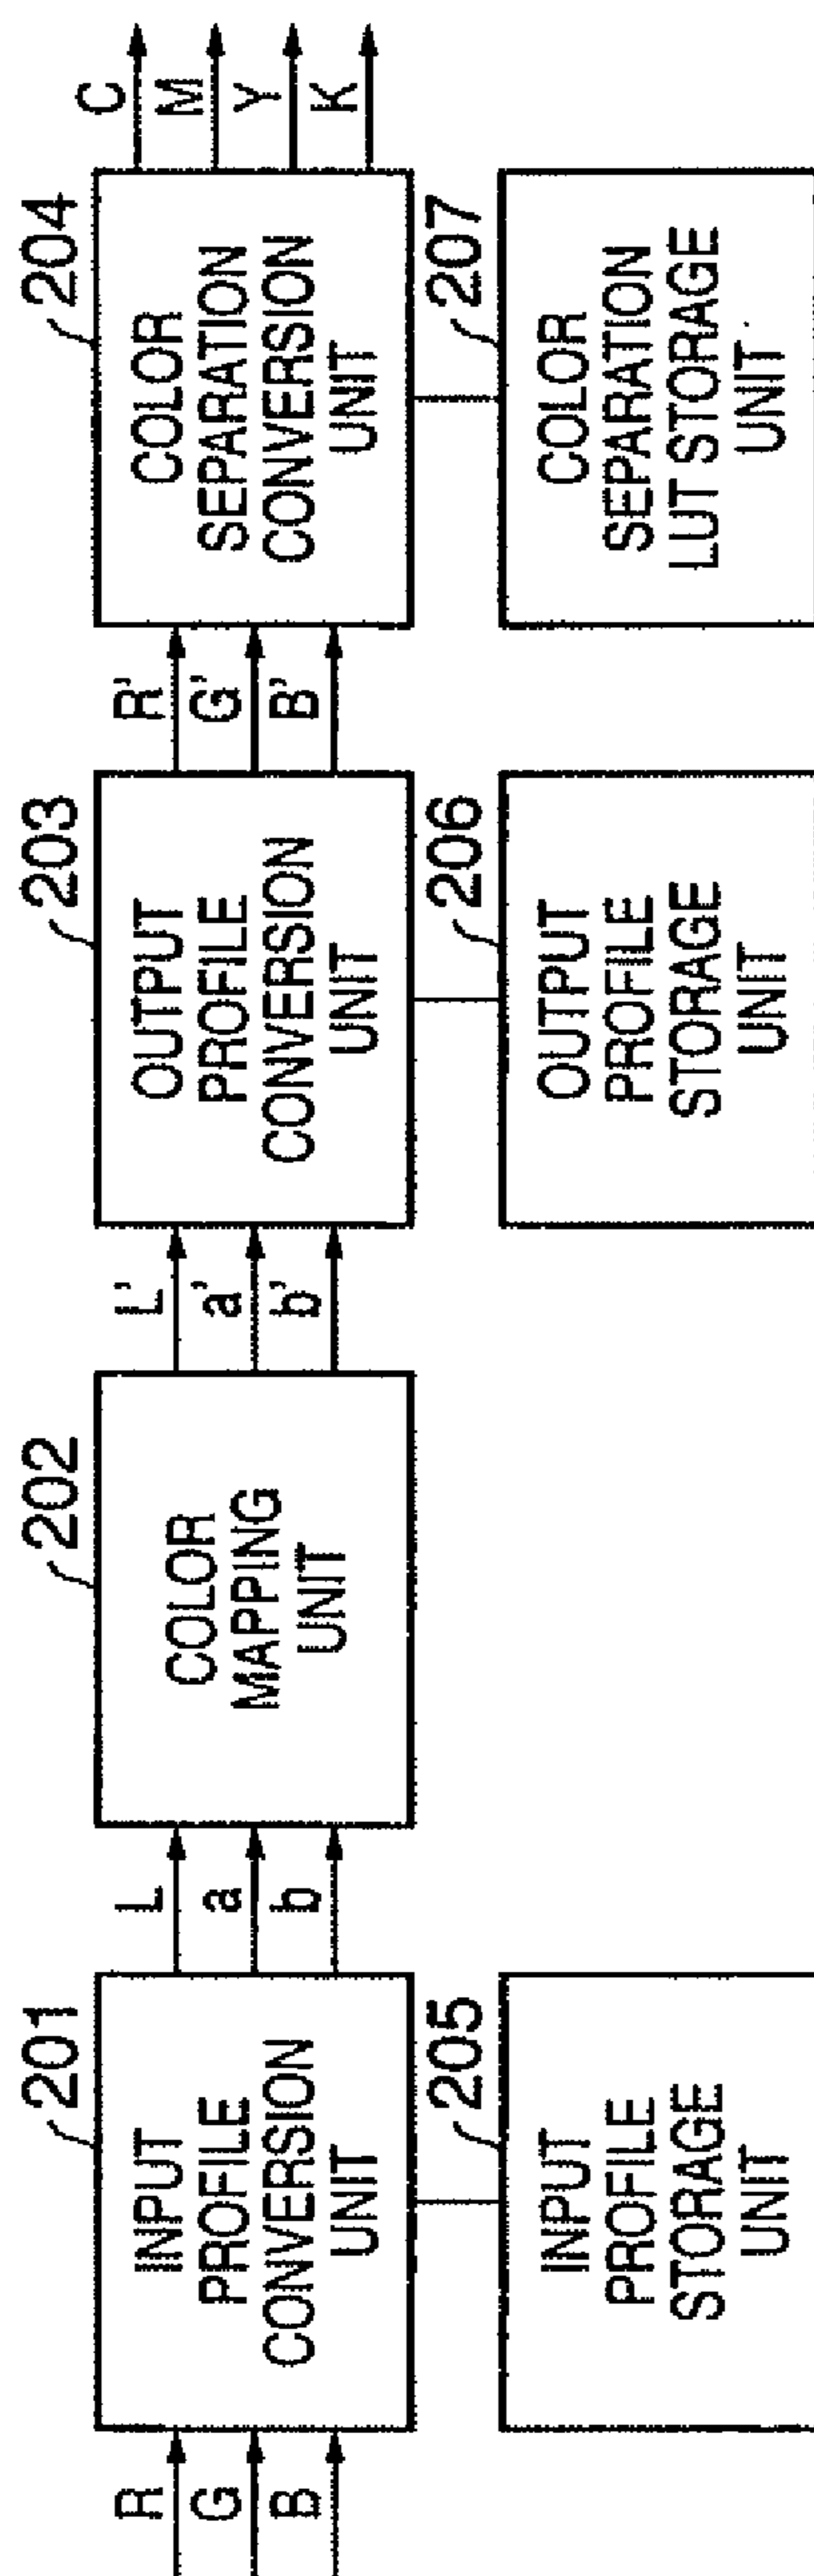 R
G
B
201
INPUT
PROFILE
CONVERSION
UNIT
205
INPUT
PROFILE
STORAGE
UNIT
L
a
b
202
COLOR
MAPPING
UNIT
L'
a'
b'
203
OUTPUT
PROFILE
CONVERSION
UNIT
206
OUTPUT
PROFILE
STORAGE
UNIT
R'
G'
B'
204
COLOR
SEPARATION
CONVERSION
UNIT
207
COLOR
SEPARATION
LUT STORAGE
UNIT
C
M
Y
K